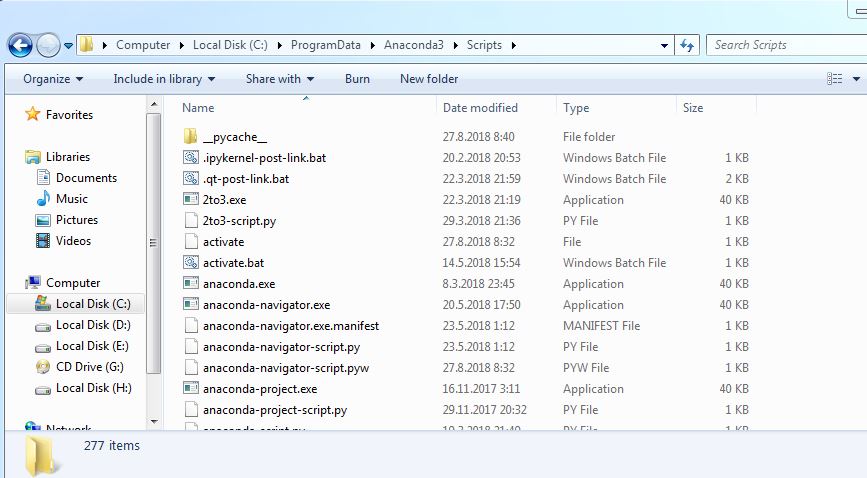 Computer Local Disk (C:) ProgramData Anaconda3 Scripts Search Scripts
Organize Include in library Share with Burn New folder
Favorites
Libraries
Documents
Music
Pictures
Videos
Computer
Local Disk (C:)
Local Disk (D:)
Local Disk (E:)
CD Drive (G:)
Local Disk (H:)
Network
Name Date modified Type Size
__pycache__ 27.8.2018 8:40 File folder
.ipykernel-post-link.bat 20.2.2018 20:53 Windows Batch File 1 KB
.qt-post-link.bat 22.3.2018 21:59 Windows Batch File 2 KB
2to3.exe 22.3.2018 21:19 Application 40 KB
2to3-script.py 29.3.2018 21:36 PY File 1 KB
activate 27.8.2018 8:32 File 1 KB
activate.bat 14.5.2018 15:54 Windows Batch File 1 KB
anaconda.exe 8.3.2018 23:45 Application 40 KB
anaconda-navigator.exe 20.5.2018 17:50 Application 40 KB
anaconda-navigator.exe.manifest 23.5.2018 1:12 MANIFEST File 1 KB
anaconda-navigator-script.py 23.5.2018 1:12 PY File 1 KB
anaconda-navigator-script.pyw 27.8.2018 8:32 PYW File 1 KB
anaconda-project.exe 16.11.2017 3:11 Application 40 KB
anaconda-project-script.py 29.11.2017 20:32 PY File 1 KB
anaconda-script.py PY File 1 KB
277 items